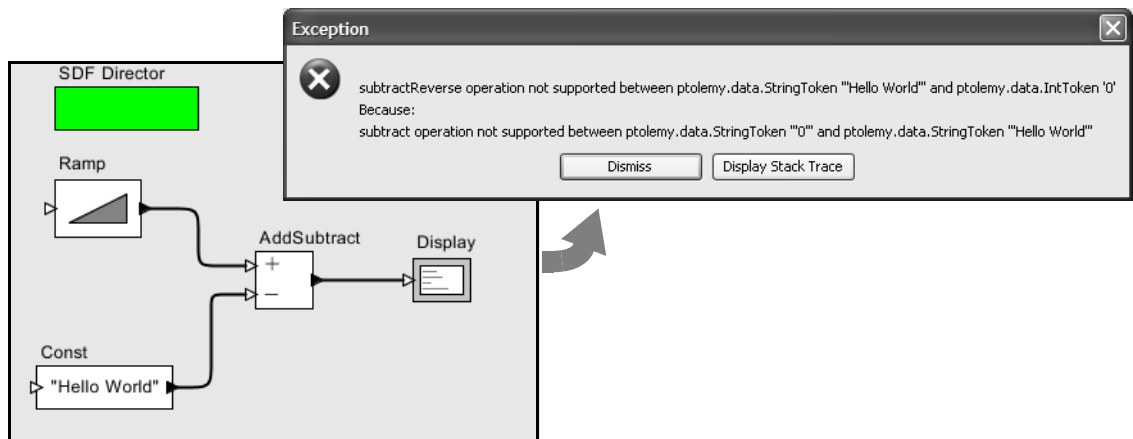 Exception
subtractReverse operation not supported between ptolemy.data.StringToken '"Hello World"' and ptolemy.data.IntToken '0'
Because:
subtract operation not supported between ptolemy.data.StringToken '"0"' and ptolemy.data.StringToken '"Hello World"'
Dismiss
Display Stack Trace
SDF Director
Ramp
AddSubtract
+
−
Display
Const
"Hello World"